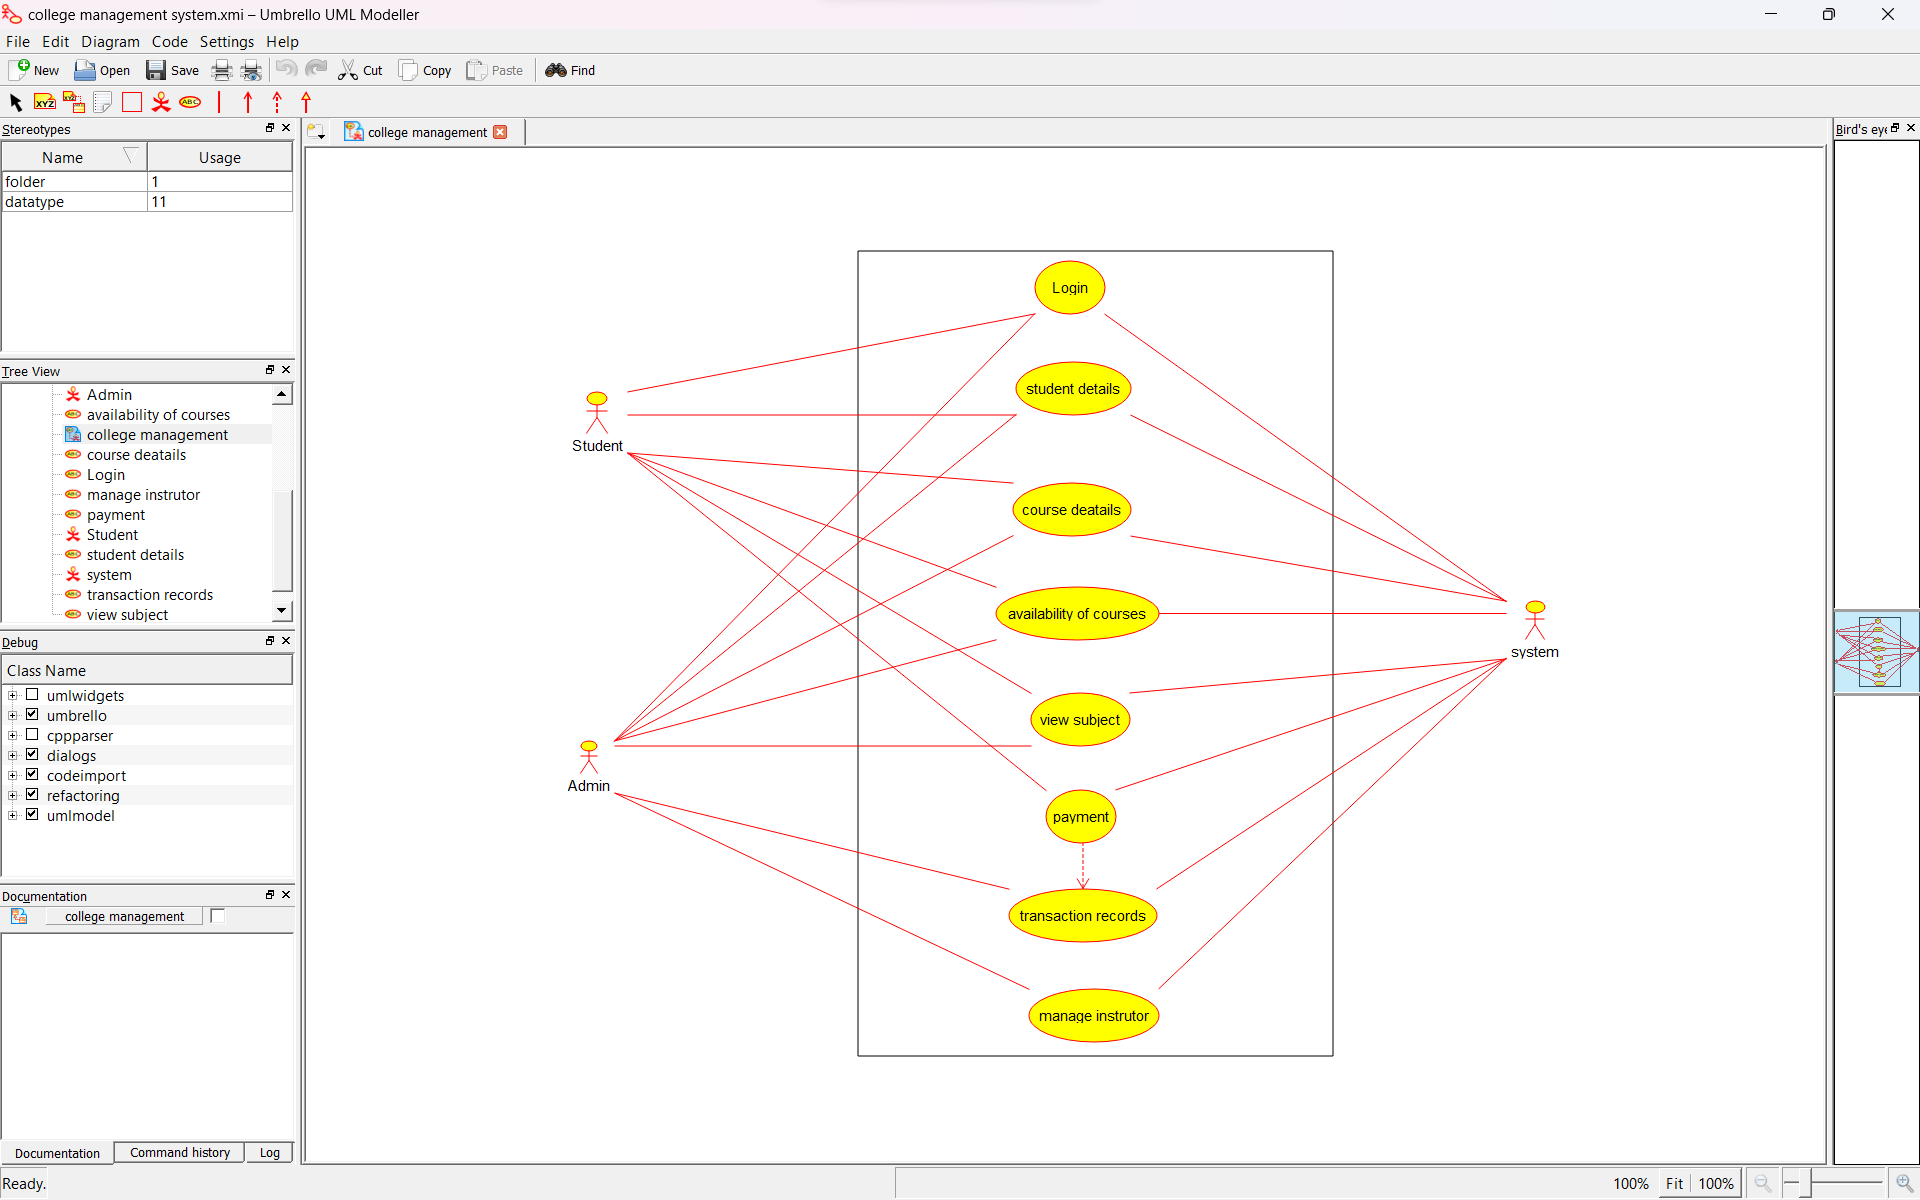 college management system.xmi – Umbrello UML Modeller
File Edit Diagram Code Settings Help
New Open Save Cut Copy Paste Find
XYZ XYZ ABC
Stereotypes
Name Usage
folder 1
datatype 11
Tree View
Admin
availability of courses
college management
course deatails
Login
manage instrutor
payment
Student
student details
system
transaction records
view subject
Debug
Class Name
umlwidgets
umbrello
cppparser
dialogs
codeimport
refactoring
umlmodel
Documentation
college management
Documentation Command history Log
Ready.
college management
Login
student details
Student
course deatails
availability of courses
system
view subject
Admin
payment
transaction records
manage instrutor
Bird's eye
100% Fit 100%